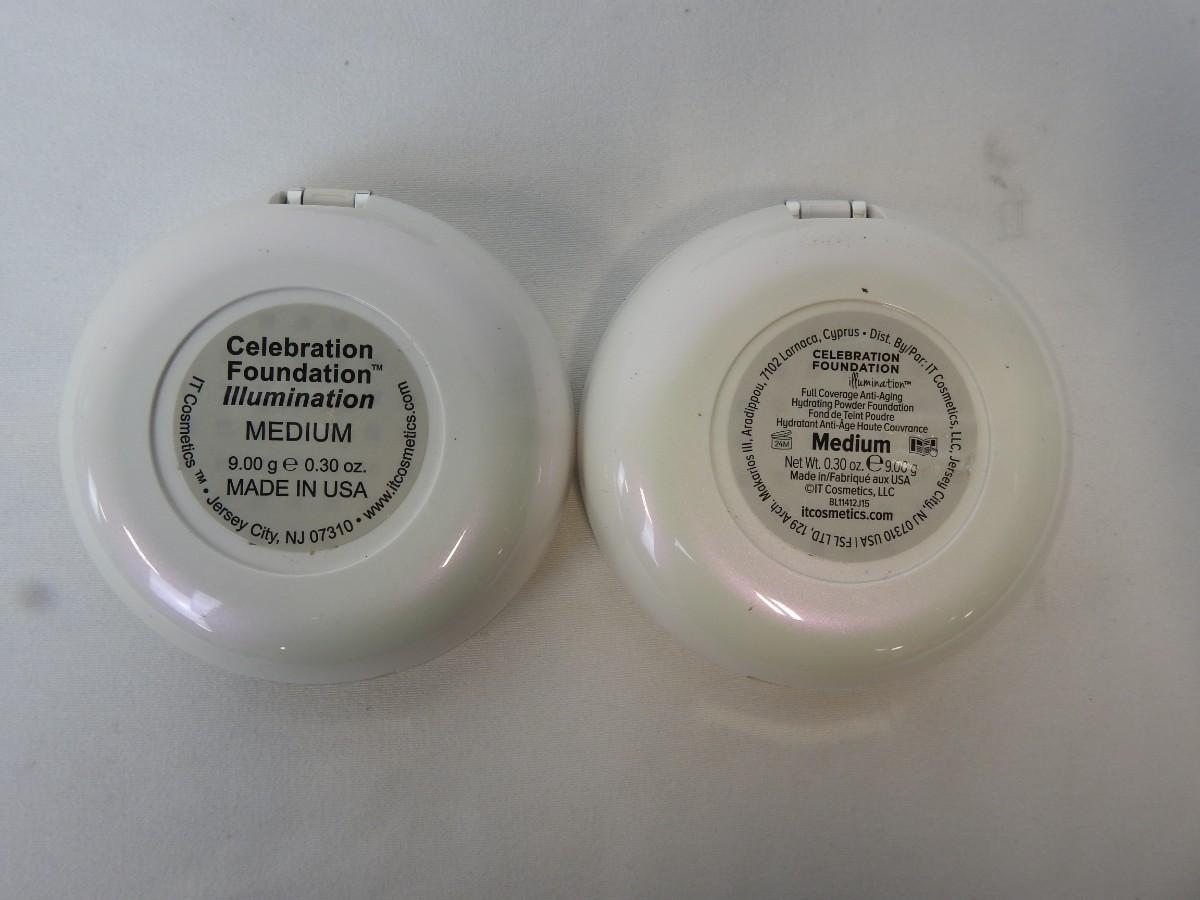 Celebration
Foundation™
Illumination
MEDIUM
9.00 g ℮ 0.30 oz.
MADE IN USA
IT Cosmetics ™ • Jersey City, NJ 07310 • www.itcosmetics.com
CELEBRATION
FOUNDATION
illumination™
Full Coverage Anti-Aging
Hydrating Powder Foundation
Fond de Teint Poudre
Hydratant Anti-Âge Haute Couvrance
24M
Medium
Net Wt. 0.30 oz. ℮ 9.00 g
Made in/Fabriqué aux USA
©IT Cosmetics, LLC
BL11412J15
itcosmetics.com
Dist. By/Par: IT Cosmetics, LLC, Jersey City, NJ 07310 USA | FSL LTD, 129 Arch. Makarios III, Aradippou, 7102 Larnaca, Cyprus •